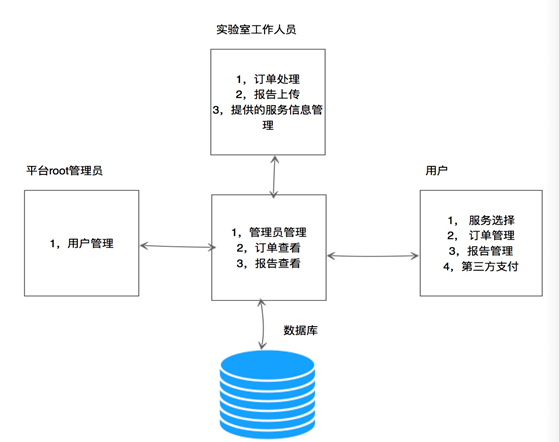 实验室工作人员
1，订单处理
2，报告上传
3，提供的服务信息管
理
平台root管理员
1，用户管理
1，管理员管理
2，订单查看
3，报告查看
用户
1， 服务选择
2， 订单管理
3，报告管理
4，第三方支付
数据库